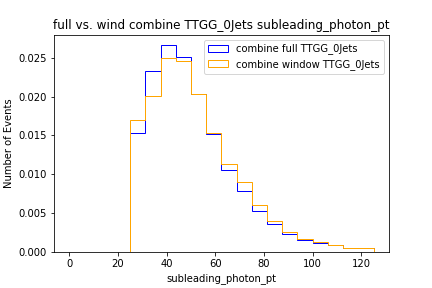 full vs. wind combine TTGG_0Jets subleading_photon_pt
combine full TTGG_0Jets
combine window TTGG_0Jets
Number of Events
0.025
0.020
0.015
0.010
0.005
0.000
0 20 40 60 80 100 120
subleading_photon_pt